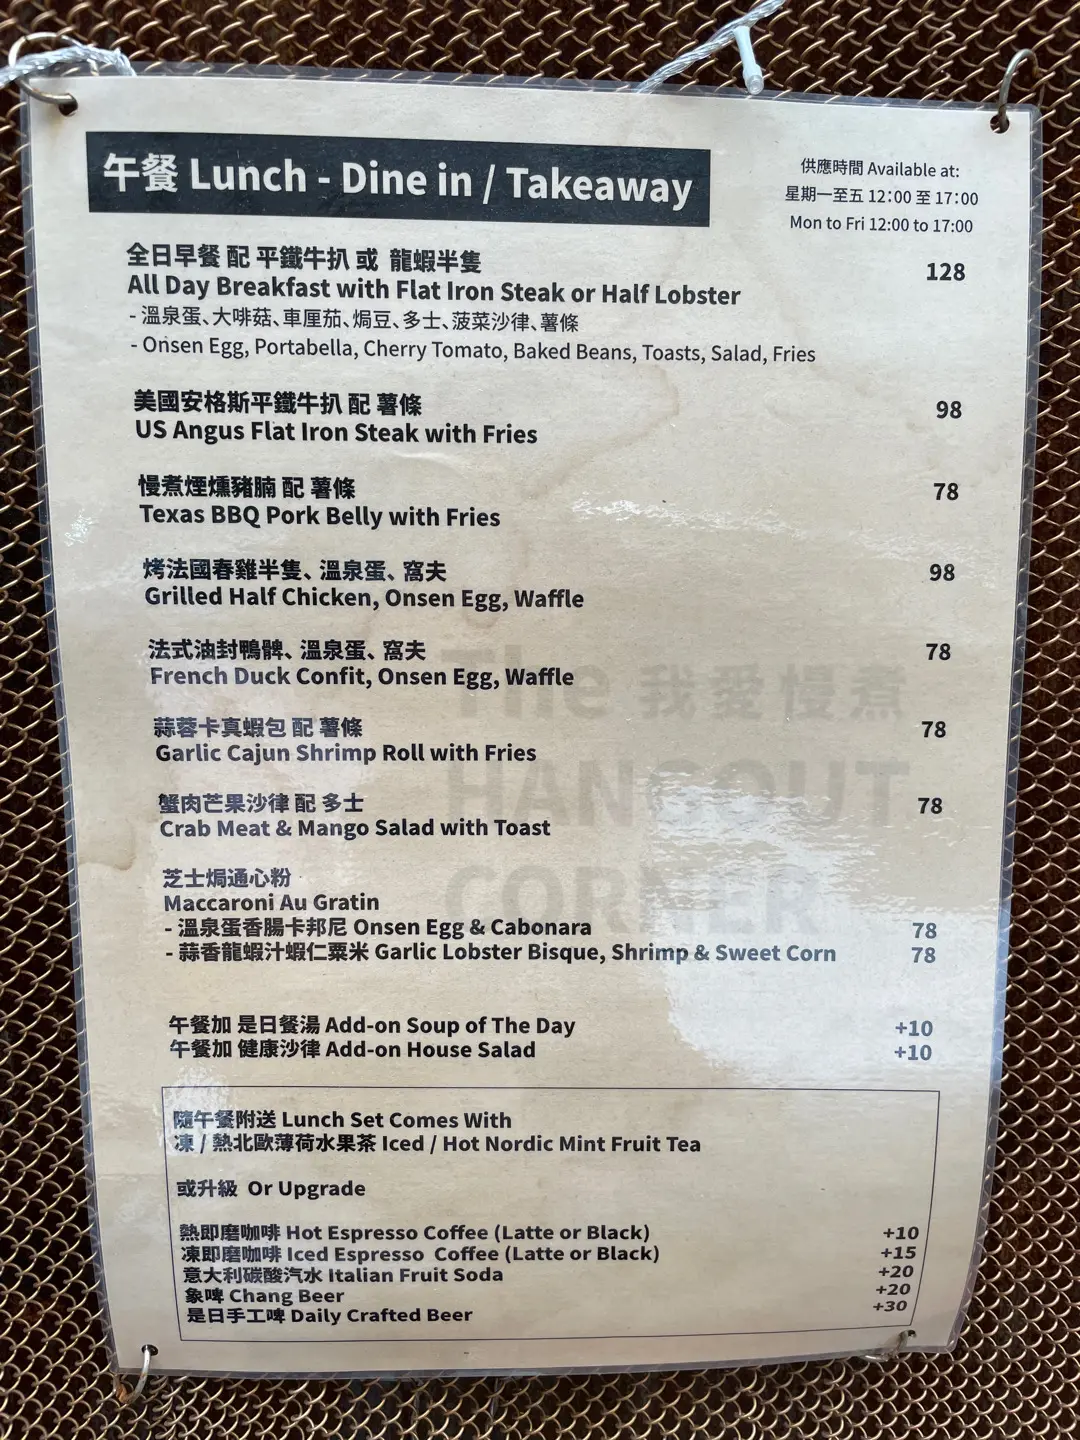 午餐 Lunch - Dine in / Takeaway
供應時間 Available at:
星期一至五 12:00 至 17:00
Mon to Fri 12:00 to 17:00
全日早餐 配 平鐵牛扒 或 龍蝦半隻
128
All Day Breakfast with Flat Iron Steak or Half Lobster
- 溫泉蛋、大啡菇、車厘茄、焗豆、多士、菠菜沙律、薯條
- Onsen Egg, Portabella, Cherry Tomato, Baked Beans, Toasts, Salad, Fries
美國安格斯平鐵牛扒 配 薯條
98
US Angus Flat Iron Steak with Fries
慢煮煙燻豬腩 配 薯條
78
Texas BBQ Pork Belly with Fries
烤法國春雞半隻、溫泉蛋、窩夫
98
Grilled Half Chicken, Onsen Egg, Waffle
法式油封鴨髀、溫泉蛋、窩夫
78
French Duck Confit, Onsen Egg, Waffle
蒜蓉卡真蝦包 配 薯條
78
Garlic Cajun Shrimp Roll with Fries
蟹肉芒果沙律 配 多士
78
Crab Meat & Mango Salad with Toast
芝士焗通心粉
Maccaroni Au Gratin
- 溫泉蛋香腸卡邦尼 Onsen Egg & Cabonara 78
- 蒜香龍蝦汁蝦仁粟米 Garlic Lobster Bisque, Shrimp & Sweet Corn 78
午餐加 是日餐湯 Add-on Soup of The Day +10
午餐加 健康沙律 Add-on House Salad +10
隨午餐附送 Lunch Set Comes With
凍 / 熱北歐薄荷水果茶 Iced / Hot Nordic Mint Fruit Tea
或升級 Or Upgrade
熱即磨咖啡 Hot Espresso Coffee (Latte or Black) +10
凍即磨咖啡 Iced Espresso Coffee (Latte or Black) +15
意大利碳酸汽水 Italian Fruit Soda +20
象啤 Chang Beer +20
是日手工啤 Daily Crafted Beer +30
The 我愛慢煮
HANGOUT
CORNER